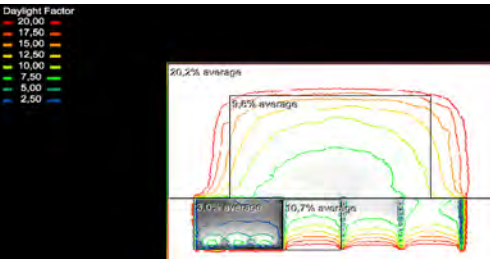 Daylight Factor
20,00
17,50
15,00
12,50
10,00
7,50
5,00
2,50
20,2% average
9,6% average
3,0% average
10,7% average